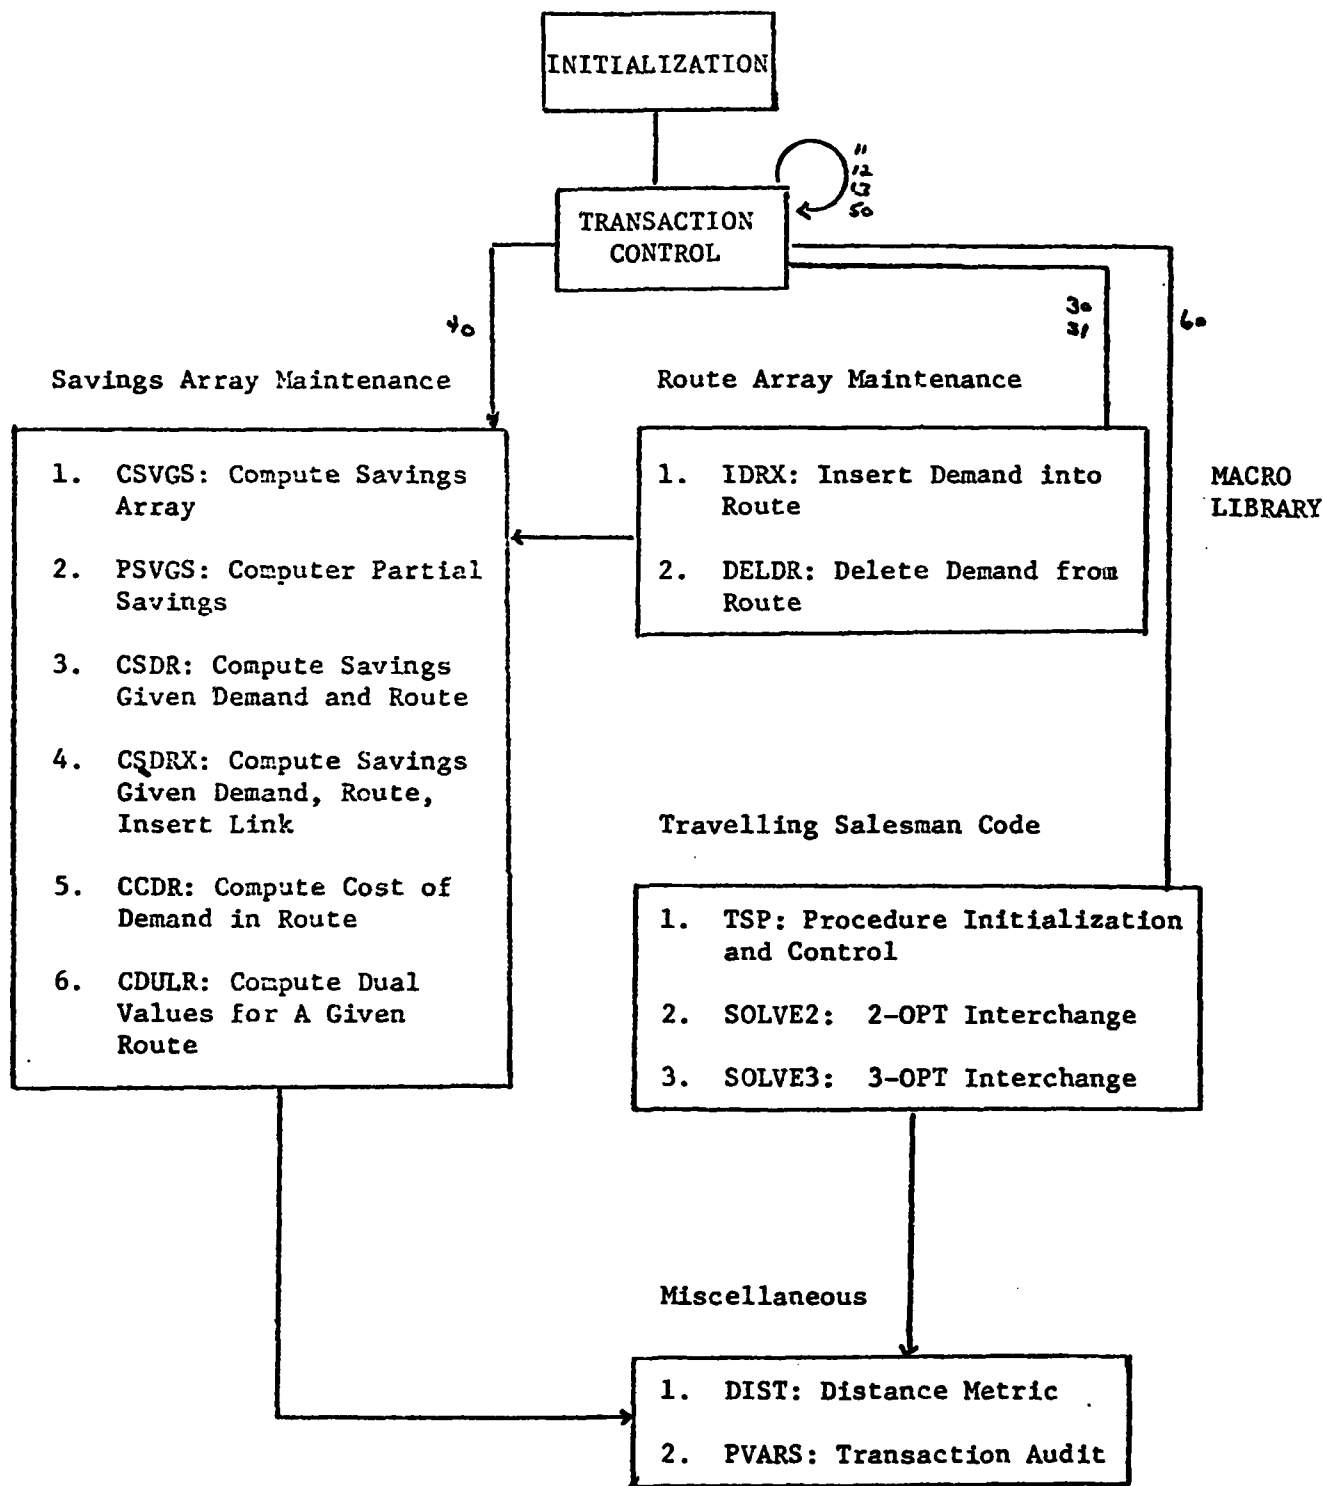 INITIALIZATION
TRANSACTION
CONTROL
11
12
13
50
40
30
31
60
Savings Array Maintenance
1. CSVGS: Compute Savings
Array
2. PSVGS: Computer Partial
Savings
3. CSDR: Compute Savings
Given Demand and Route
4. CSDRX: Compute Savings
Given Demand, Route,
Insert Link
5. CCDR: Compute Cost of
Demand in Route
6. CDULR: Compute Dual
Values for A Given
Route
Route Array Maintenance
1. IDRX: Insert Demand into
Route
2. DELDR: Delete Demand from
Route
MACRO
LIBRARY
Travelling Salesman Code
1. TSP: Procedure Initialization
and Control
2. SOLVE2: 2-OPT Interchange
3. SOLVE3: 3-OPT Interchange
Miscellaneous
1. DIST: Distance Metric
2. PVARS: Transaction Audit